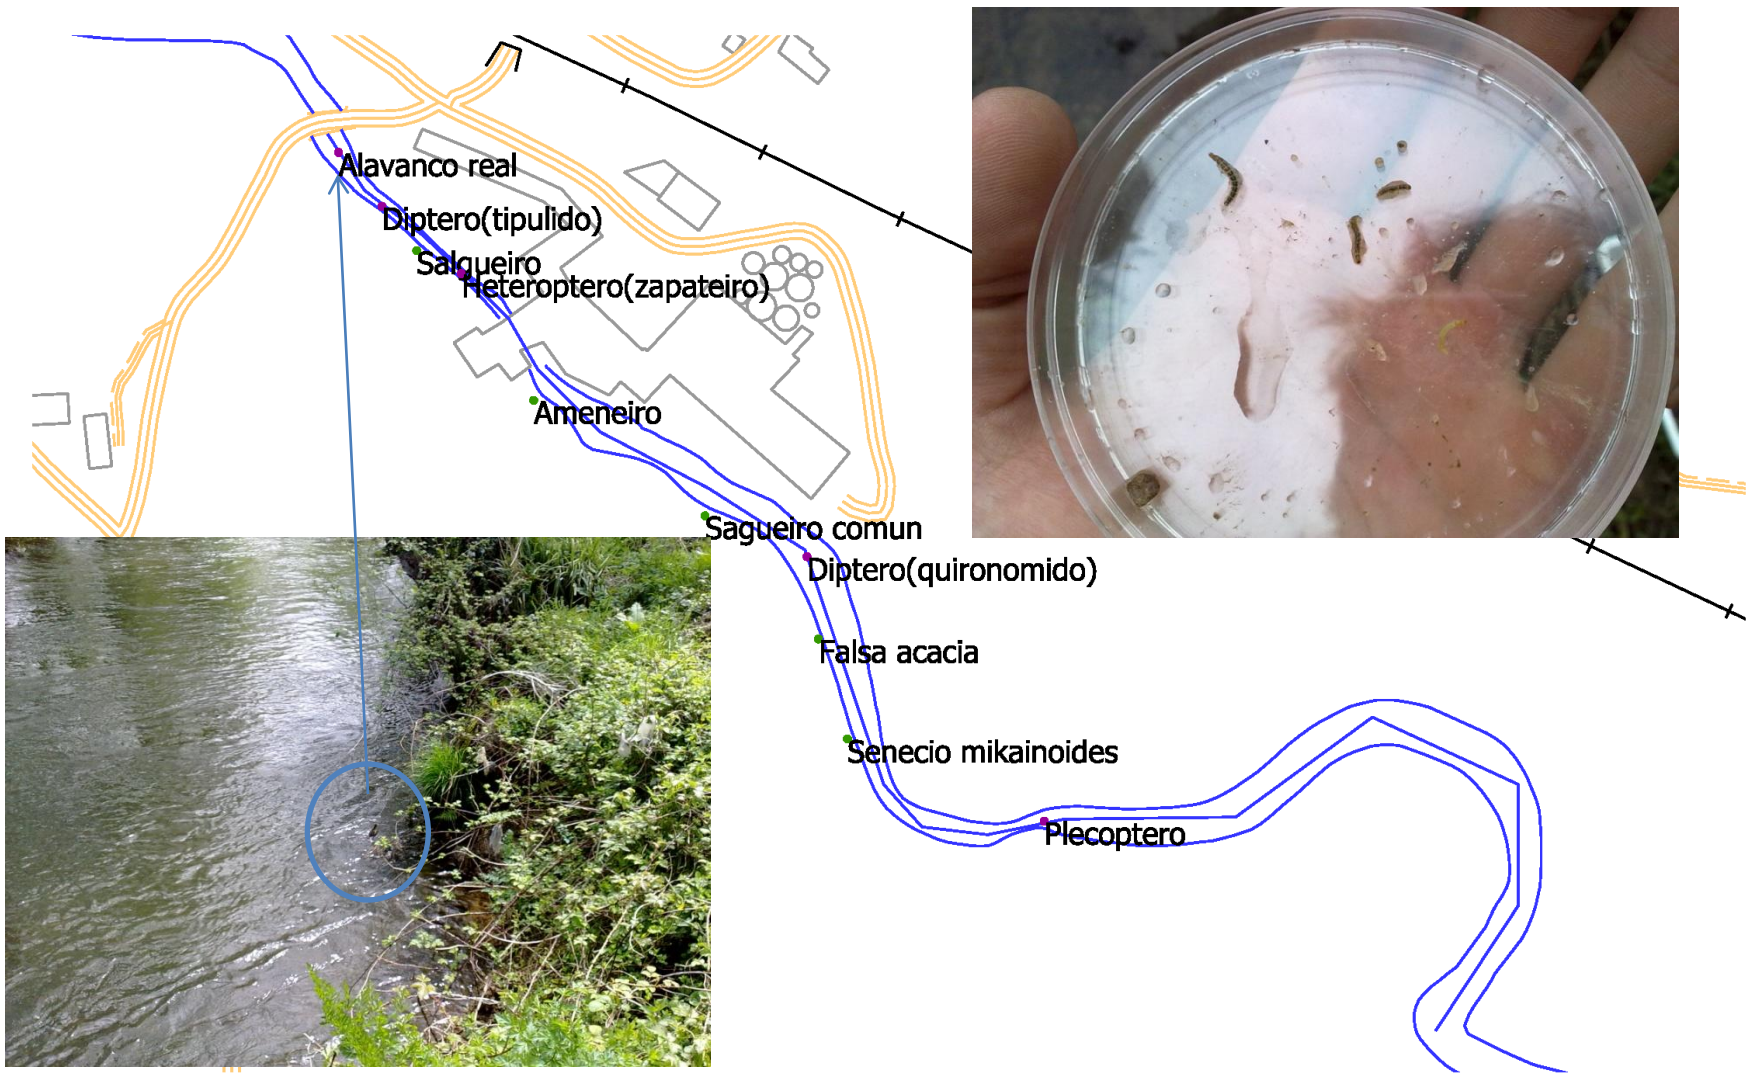 Alavanco real
Diptero(tipulido)
Salgueiro
Heteroptero(zapateiro)
Ameneiro
Sagueiro comun
Diptero(quironomido)
Falsa acacia
Senecio mikainoides
Plecoptero